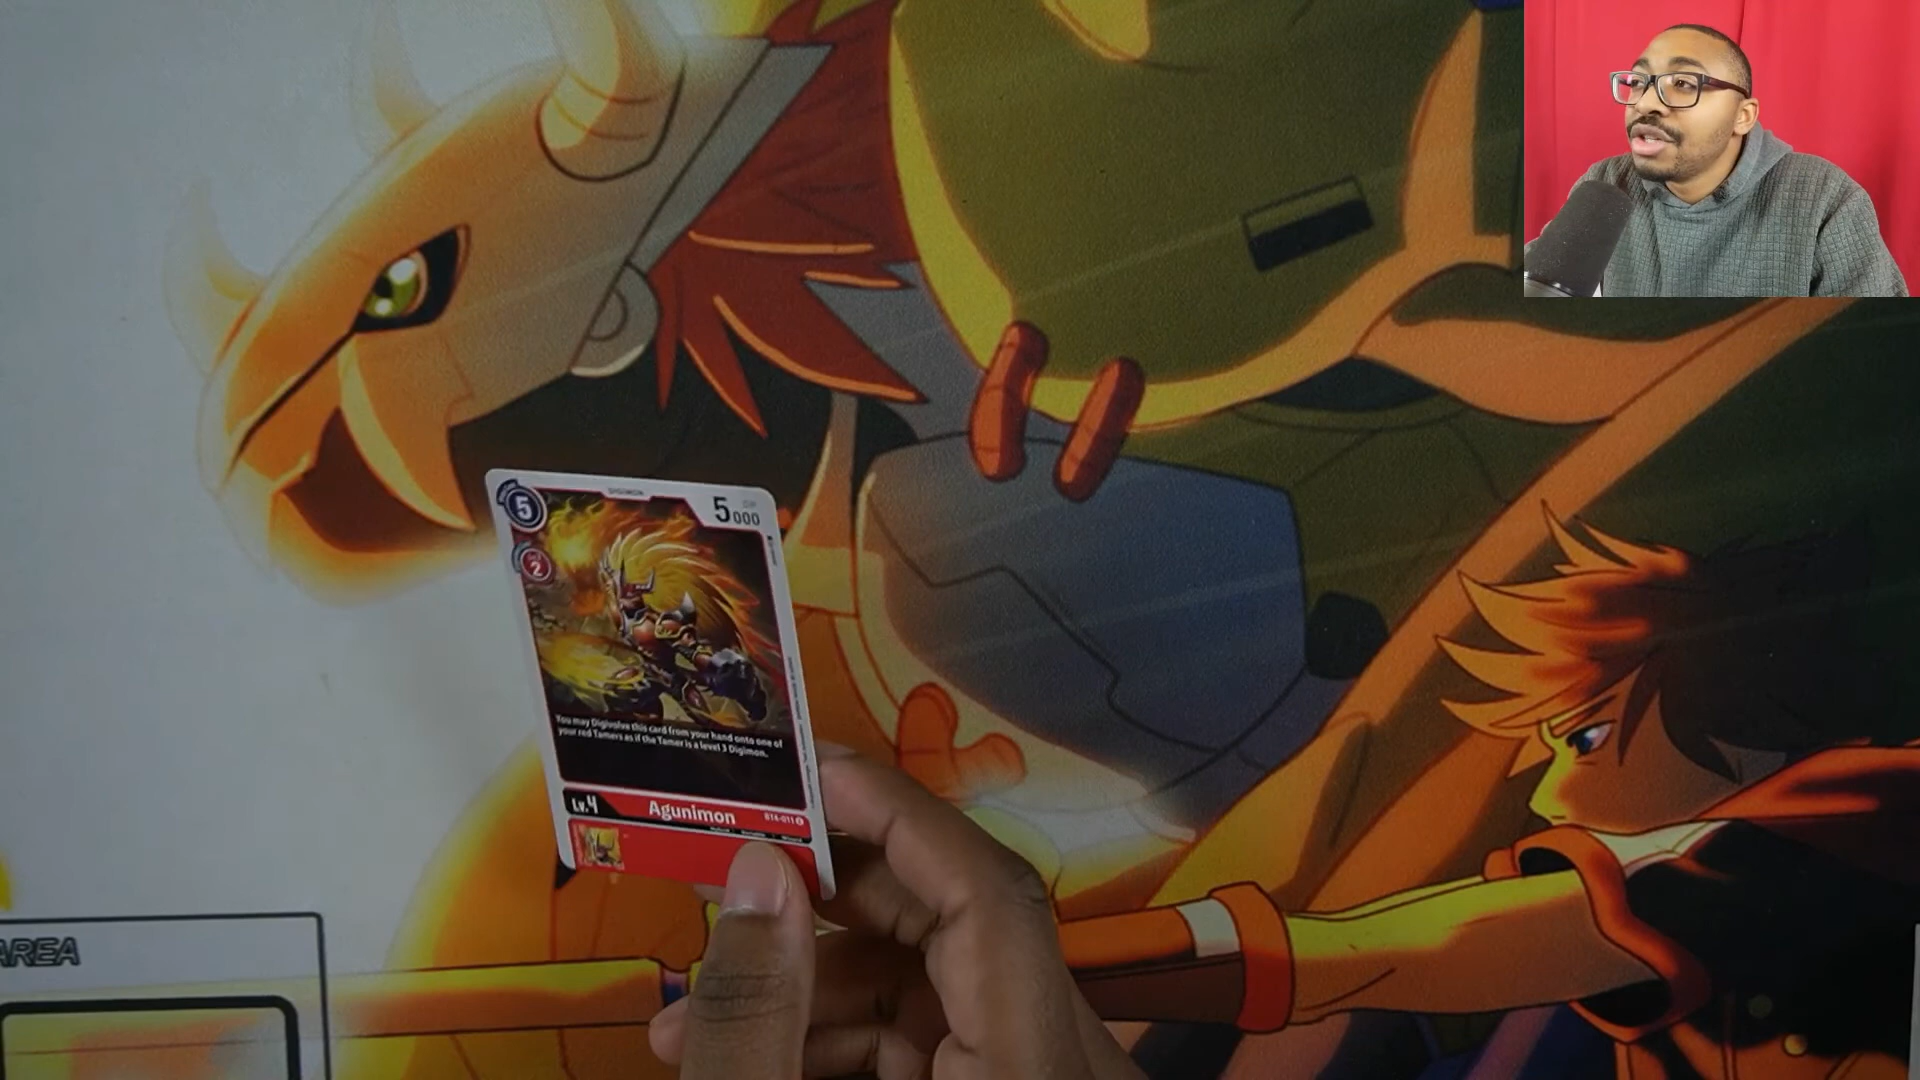 5
DIGIMON
5000
2
You may Digivolve this card from your hand onto one of
your red Tamers as if the Tamer is a level 3 Digimon.
Lv.4
Agunimon
AREA